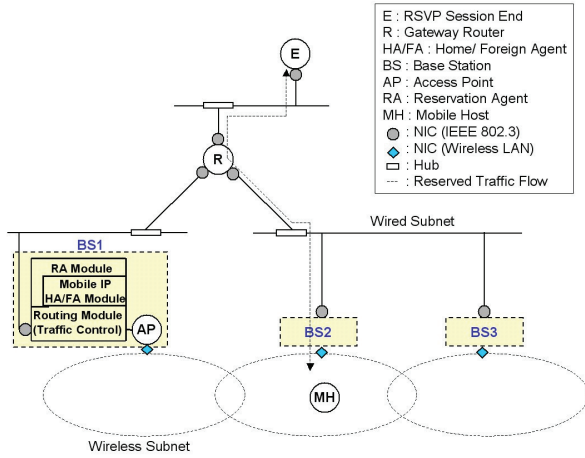 E : RSVP Session End
R : Gateway Router
HA/FA : Home/ Foreign Agent
BS : Base Station
AP : Access Point
RA : Reservation Agent
MH : Mobile Host
: NIC (IEEE 802.3)
: NIC (Wireless LAN)
: Hub
: Reserved Traffic Flow
E
R
Wired Subnet
BS1
RA Module
Mobile IP
HA/FA Module
Routing Module
(Traffic Control)
AP
BS2
BS3
MH
Wireless Subnet